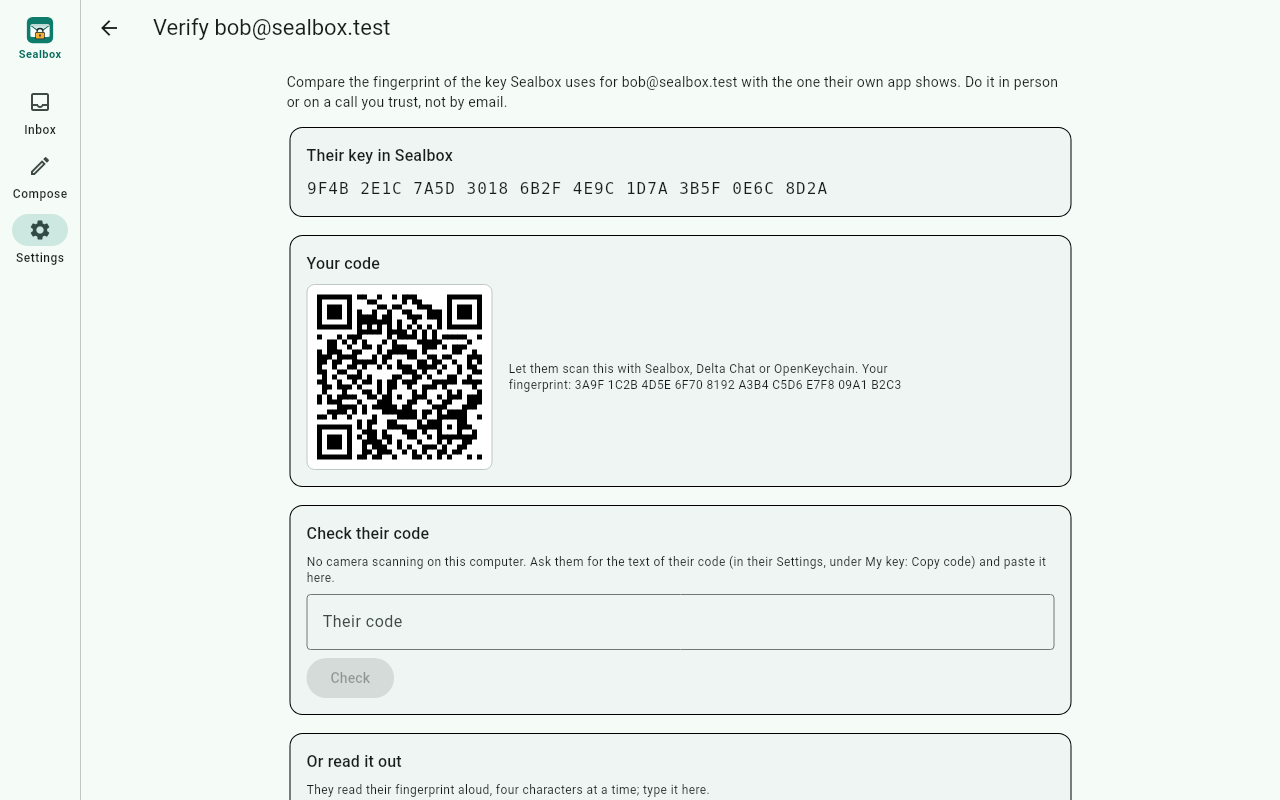 Sealbox
Inbox
Compose
Settings
Verify bob@sealbox.test
Compare the fingerprint of the key Sealbox uses for bob@sealbox.test with the one their own app shows. Do it in person
or on a call you trust, not by email.
Their key in Sealbox
9F4B 2E1C 7A5D 3018 6B2F 4E9C 1D7A 3B5F 0E6C 8D2A
Your code
Let them scan this with Sealbox, Delta Chat or OpenKeychain. Your
fingerprint: 3A9F 1C2B 4D5E 6F70 8192 A3B4 C5D6 E7F8 09A1 B2C3
Check their code
No camera scanning on this computer. Ask them for the text of their code (in their Settings, under My key: Copy code) and paste it
here.
Their code
Check
Or read it out
They read their fingerprint aloud, four characters at a time; type it here.